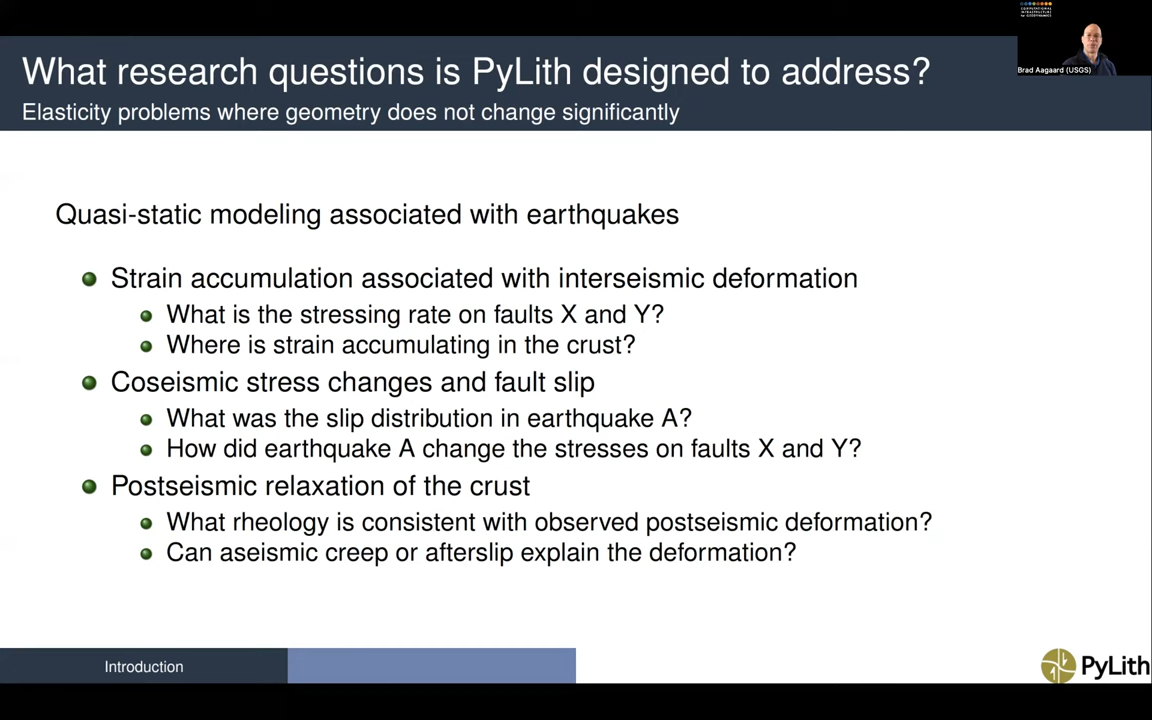 COMPUTATIONAL
INFRASTRUCTURE
for GEODYNAMICS
Brad Aagaard (USGS)
What research questions is PyLith designed to address?
Elasticity problems where geometry does not change significantly
Quasi-static modeling associated with earthquakes
Strain accumulation associated with interseismic deformation
What is the stressing rate on faults X and Y?
Where is strain accumulating in the crust?
Coseismic stress changes and fault slip
What was the slip distribution in earthquake A?
How did earthquake A change the stresses on faults X and Y?
Postseismic relaxation of the crust
What rheology is consistent with observed postseismic deformation?
Can aseismic creep or afterslip explain the deformation?
Introduction
PyLith